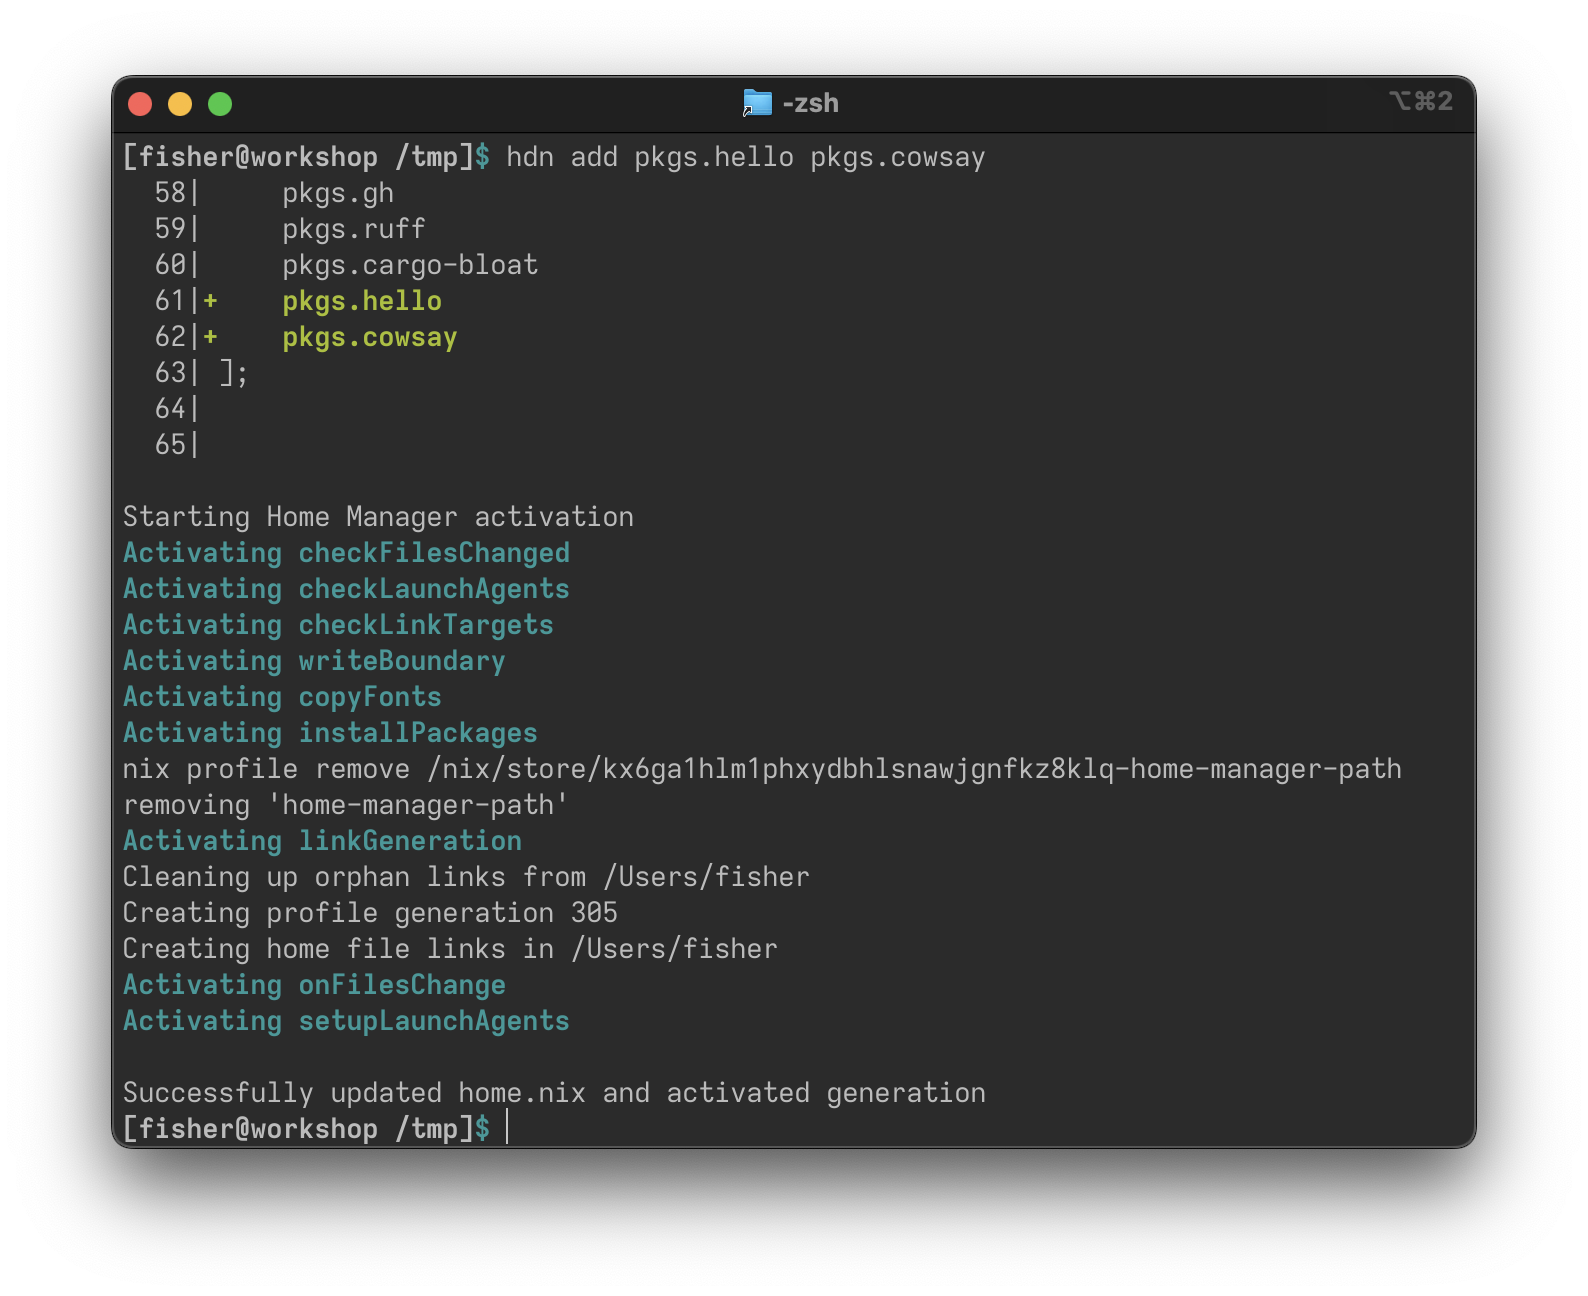 -zsh
⌥⌘2
[fisher@workshop /tmp]$ hdn add pkgs.hello pkgs.cowsay
  58|     pkgs.gh
  59|     pkgs.ruff
  60|     pkgs.cargo-bloat
  61|+    pkgs.hello
  62|+    pkgs.cowsay
  63| ];
  64|
  65|
Starting Home Manager activation
Activating checkFilesChanged
Activating checkLaunchAgents
Activating checkLinkTargets
Activating writeBoundary
Activating copyFonts
Activating installPackages
nix profile remove /nix/store/kx6ga1hlm1phxydbhlsnawjgnfkz8klq-home-manager-path
removing 'home-manager-path'
Activating linkGeneration
Cleaning up orphan links from /Users/fisher
Creating profile generation 305
Creating home file links in /Users/fisher
Activating onFilesChange
Activating setupLaunchAgents
Successfully updated home.nix and activated generation
[fisher@workshop /tmp]$